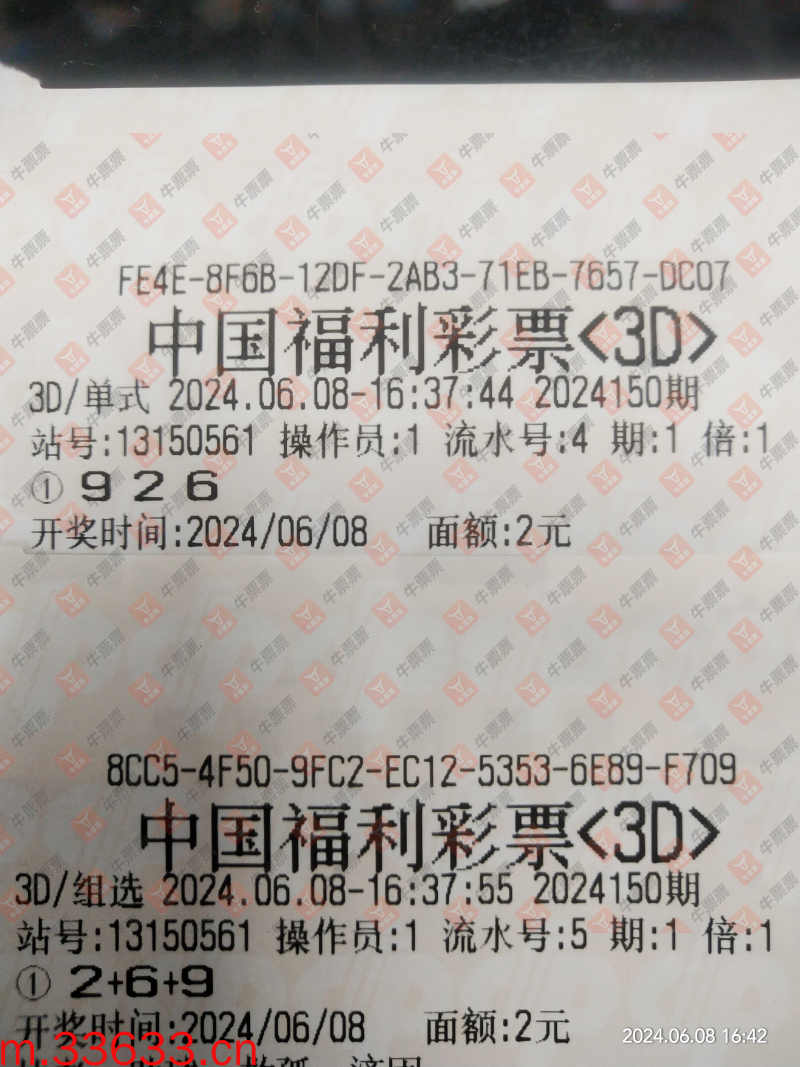 FE4E-8F6B-12DF-2AB3-71EB-7657-DC07
中国福利彩票<3D>
3D/单式 2024.06.08-16:37:44 2024150期
站号:13150561 操作员:1 流水号:4 期:1 倍:1
① 9 2 6
开奖时间:2024/06/08 面额:2元
8CC5-4F50-9FC2-EC12-5353-6E89-F709
中国福利彩票<3D>
3D/组选 2024.06.08-16:37:55 2024150期
站号:13150561 操作员:1 流水号:5 期:1 倍:1
① 2+6+9
开奖时间:2024/06/08 面额:2元
2024.06.08 16:42
m.33633.cn
牛票票